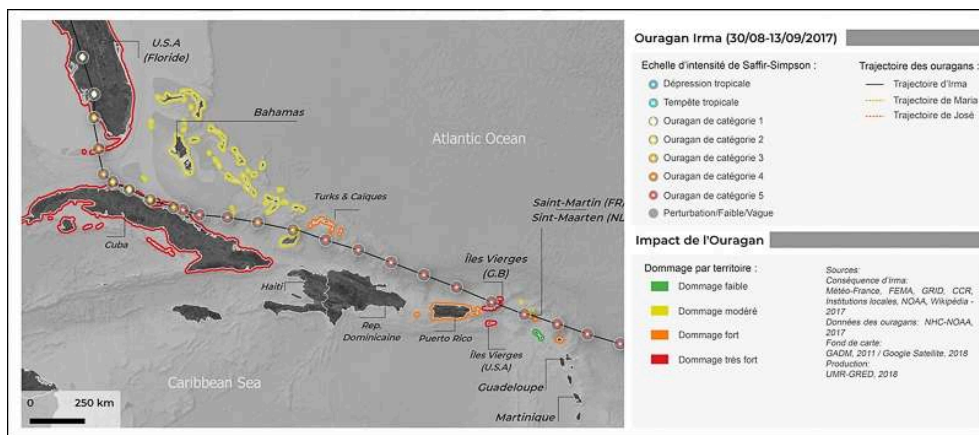 U.S.A
(Floride)
Bahamas
Atlantic Ocean
Turks & Caïques
Saint-Martin (FRA
Sint-Maarten (NL
Cuba
Îles Vierges
(G.B)
Haïti
Rep.
Dominicaine
Puerto Rico
Îles Vierges
(U.S.A)
Guadeloupe
Martinique
Caribbean Sea
0 250 km
Ouragan Irma (30/08-13/09/2017)
Echelle d'intensité de Saffir-Simpson :
Dépression tropicale
Tempête tropicale
Ouragan de catégorie 1
Ouragan de catégorie 2
Ouragan de catégorie 3
Ouragan de catégorie 4
Ouragan de catégorie 5
Perturbation/Faible/Vague
Trajectoire des ouragans :
Trajectoire d'Irma
Trajectoire de Maria
Trajectoire de José
Impact de l'Ouragan
Dommage par territoire :
Dommage faible
Dommage modéré
Dommage fort
Dommage très fort
Sources:
Conséquence d'Irma:
Météo-France, FEMA, GRID, CCR,
Institutions locales, NOAA, Wikipédia -
2017
Données des ouragans: NHC-NOAA,
2017
Fond de carte:
GADM, 2011 / Google Satellite, 2018
Production:
UMR-GRED, 2018